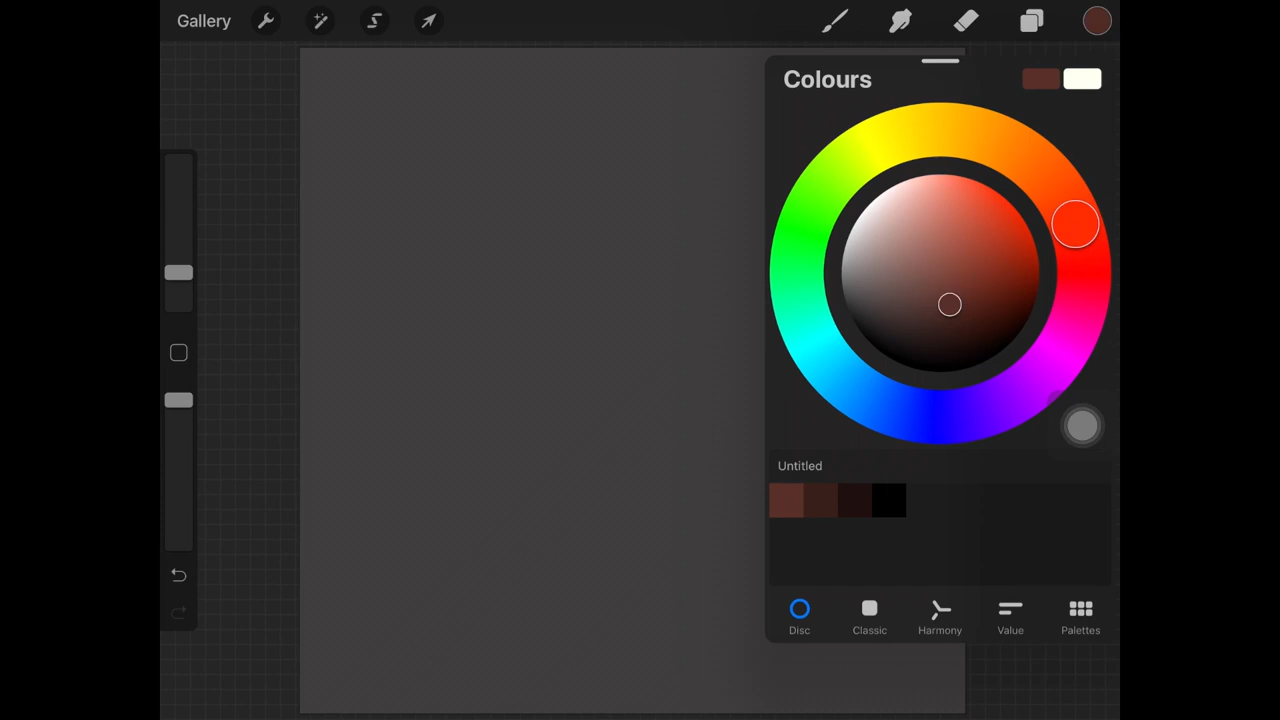 Gallery
Colours
Untitled
Disc
Classic
Harmony
Value
Palettes